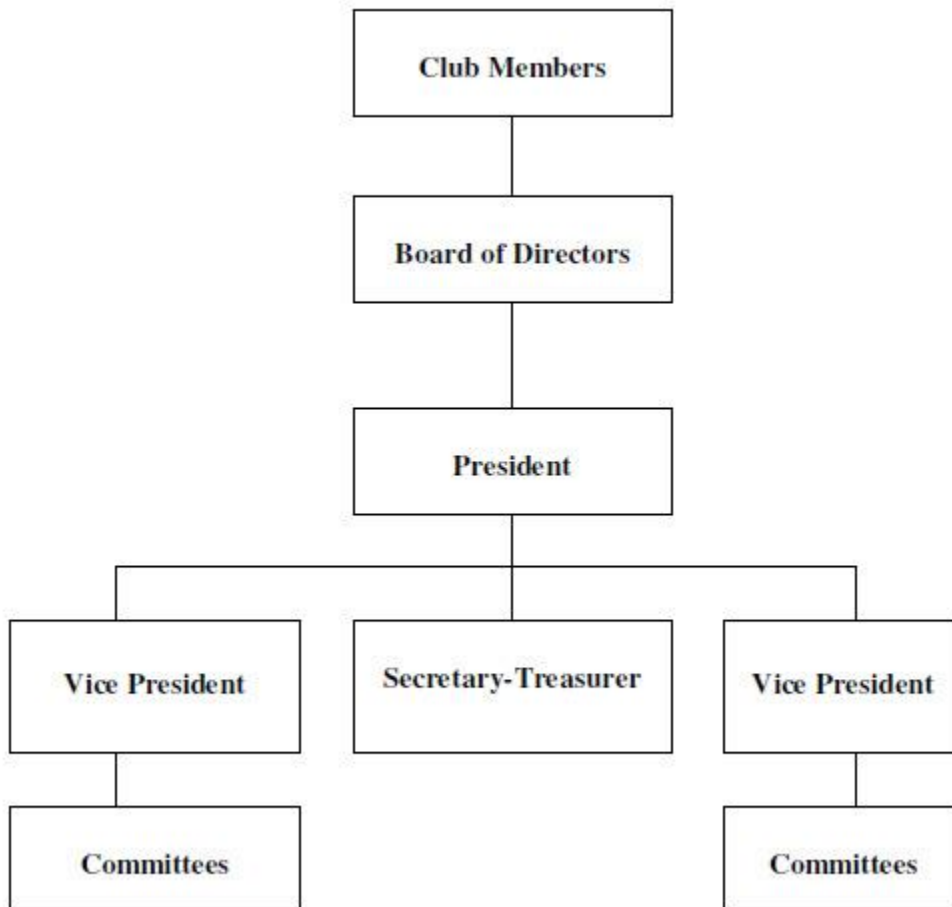 Club Members
Board of Directors
President
Vice President
Secretary-Treasurer
Vice President
Committees
Committees